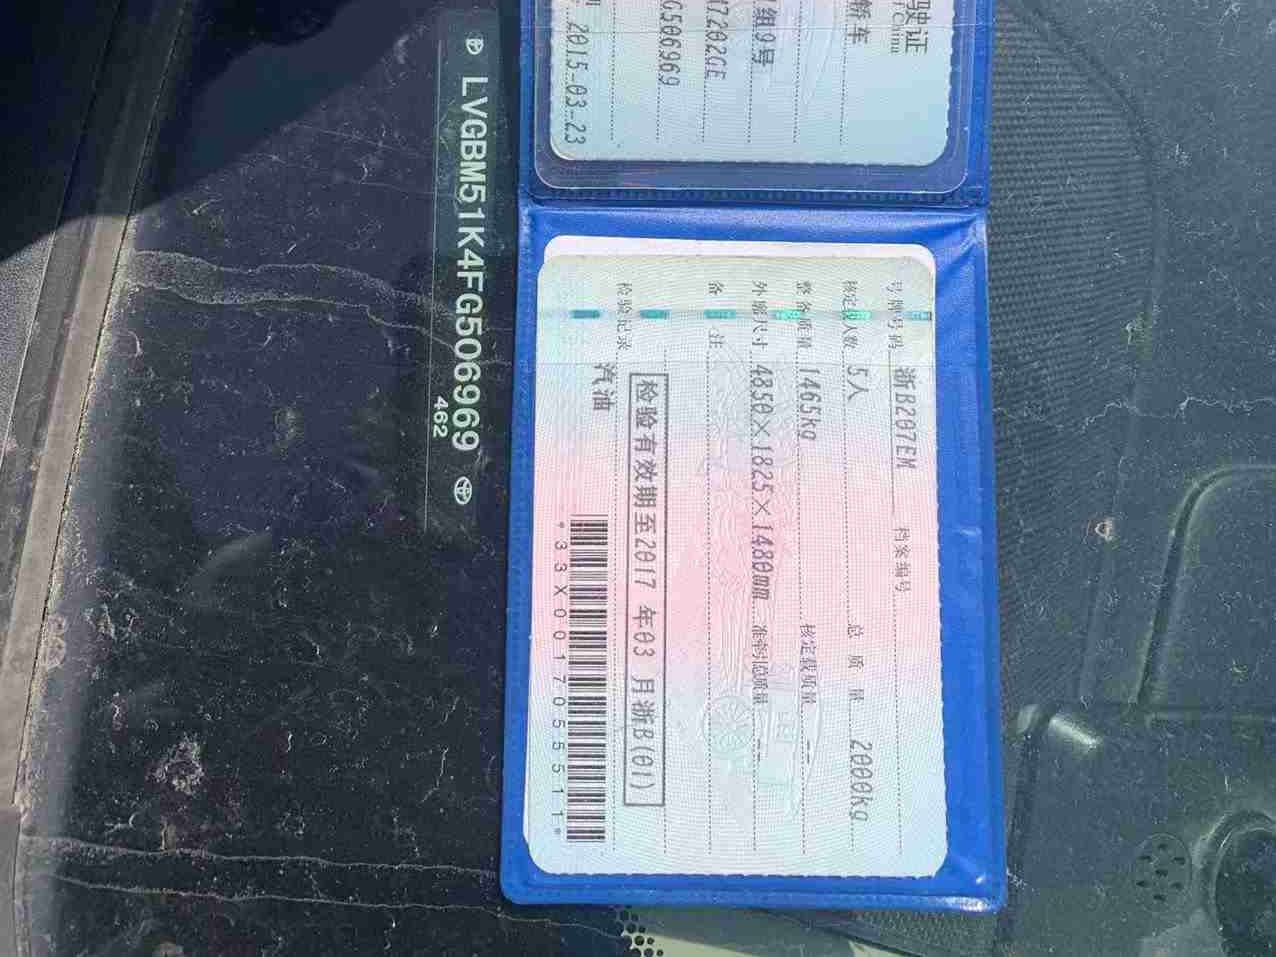 驶证
China
轿车
组9号
7202GE
G506969
2015-03-23
号牌号码 浙B207EM 档案编号
核定载人数 5人 总质量 2000kg
整备质量 1465kg 核定载质量 --
外廓尺寸 4850×1825×1480mm 准牵引总质量 --
备注
检验有效期至2017 年03 月浙B(01)
检验记录
汽油
*33X0017055511*
LVGBM51K4FG506969
462